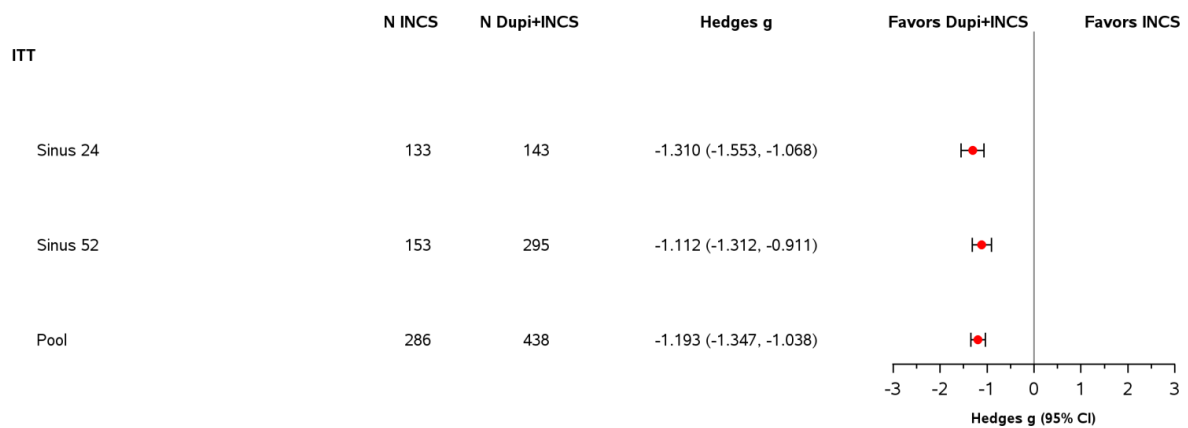 N INCS N Dupi+INCS Hedges g Favors Dupi+INCS Favors INCS
ITT
Sinus 24 133 143 -1.310 (-1.553, -1.068)
Sinus 52 153 295 -1.112 (-1.312, -0.911)
Pool 286 438 -1.193 (-1.347, -1.038)
-3 -2 -1 0 1 2 3
Hedges g (95% CI)